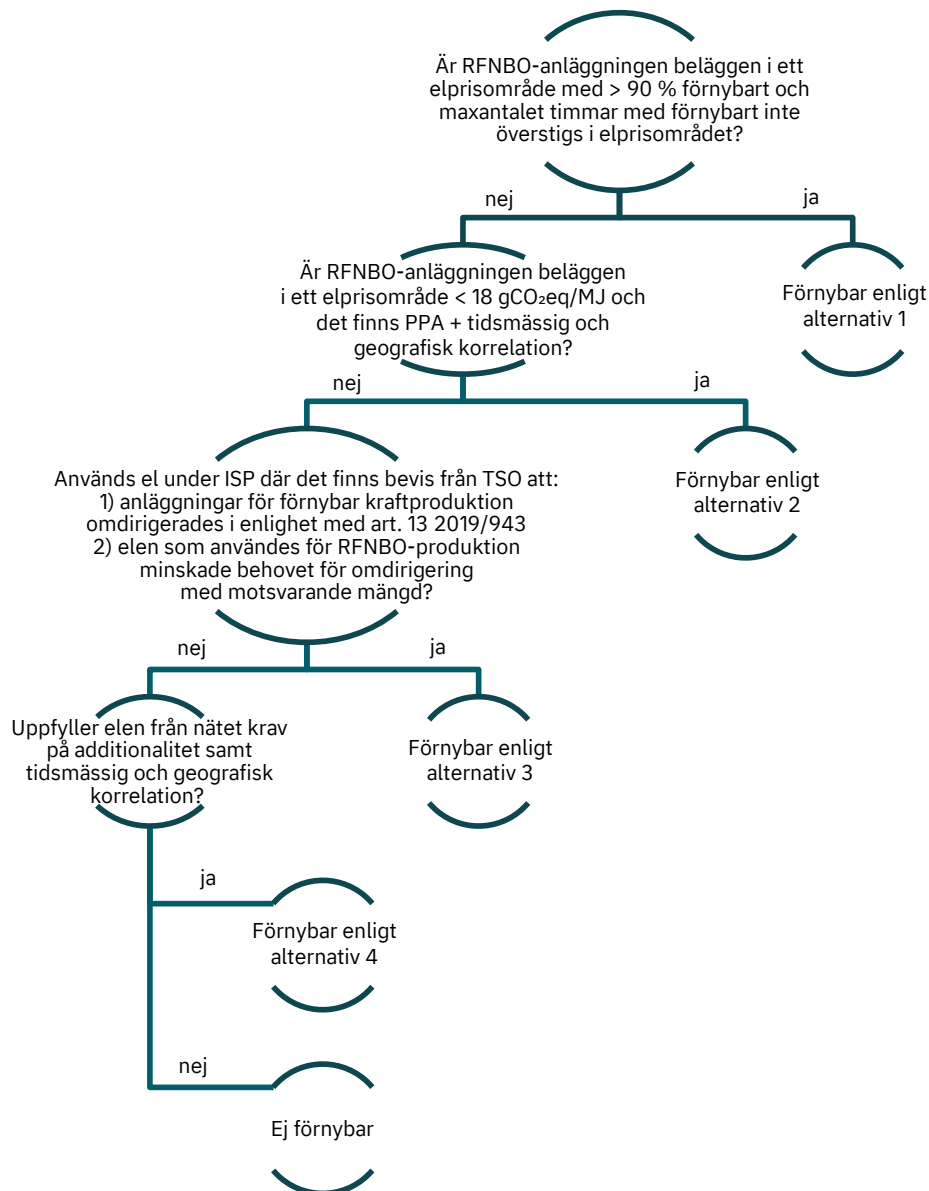 Är RFNBO-anläggningen beläggen i ett
elprisområde med > 90 % förnybart och
maxantalet timmar med förnybart inte
överstigs i elprisområdet?
nej
ja
Är RFNBO-anläggningen beläggen
i ett elprisområde < 18 gCO₂eq/MJ och
det finns PPA + tidsmässig och
geografisk korrelation?
Förnybar enligt
alternativ 1
nej
ja
Används el under ISP där det finns bevis från TSO att:
1) anläggningar för förnybar kraftproduktion
omdirigerades i enlighet med art. 13 2019/943
2) elen som användes för RFNBO-produktion
minskade behovet för omdirigering
med motsvarande mängd?
Förnybar enligt
alternativ 2
nej
ja
Uppfyller elen från nätet krav
på additionalitet samt
tidsmässig och geografisk
korrelation?
Förnybar enligt
alternativ 3
ja
Förnybar enligt
alternativ 4
nej
Ej förnybar